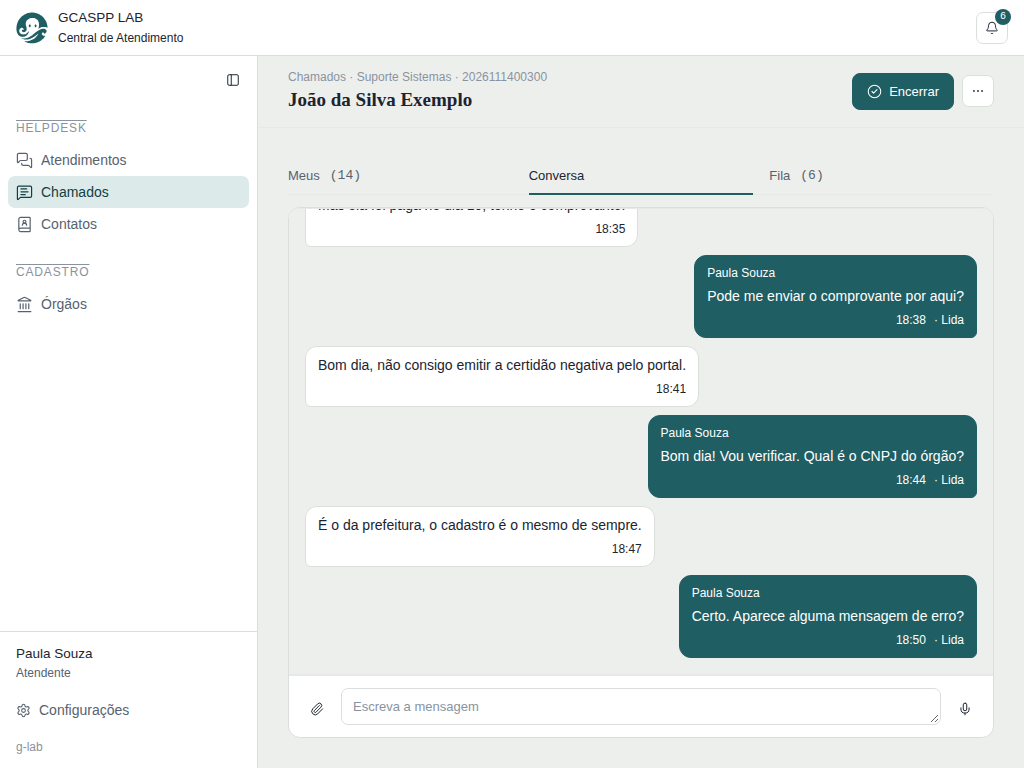 GCASPP LAB
Central de Atendimento
6
HELPDESK
Atendimentos
Chamados
Contatos
CADASTRO
Órgãos
Paula Souza
Atendente
Configurações
g-lab
Chamados · Suporte Sistemas · 2026111400300
João da Silva Exemplo
Encerrar
Meus (14)
Conversa
Fila (6)
18:35
Paula Souza
Pode me enviar o comprovante por aqui?
18:38 · Lida
Bom dia, não consigo emitir a certidão negativa pelo portal.
18:41
Paula Souza
Bom dia! Vou verificar. Qual é o CNPJ do órgão?
18:44 · Lida
É o da prefeitura, o cadastro é o mesmo de sempre.
18:47
Paula Souza
Certo. Aparece alguma mensagem de erro?
18:50 · Lida
Escreva a mensagem